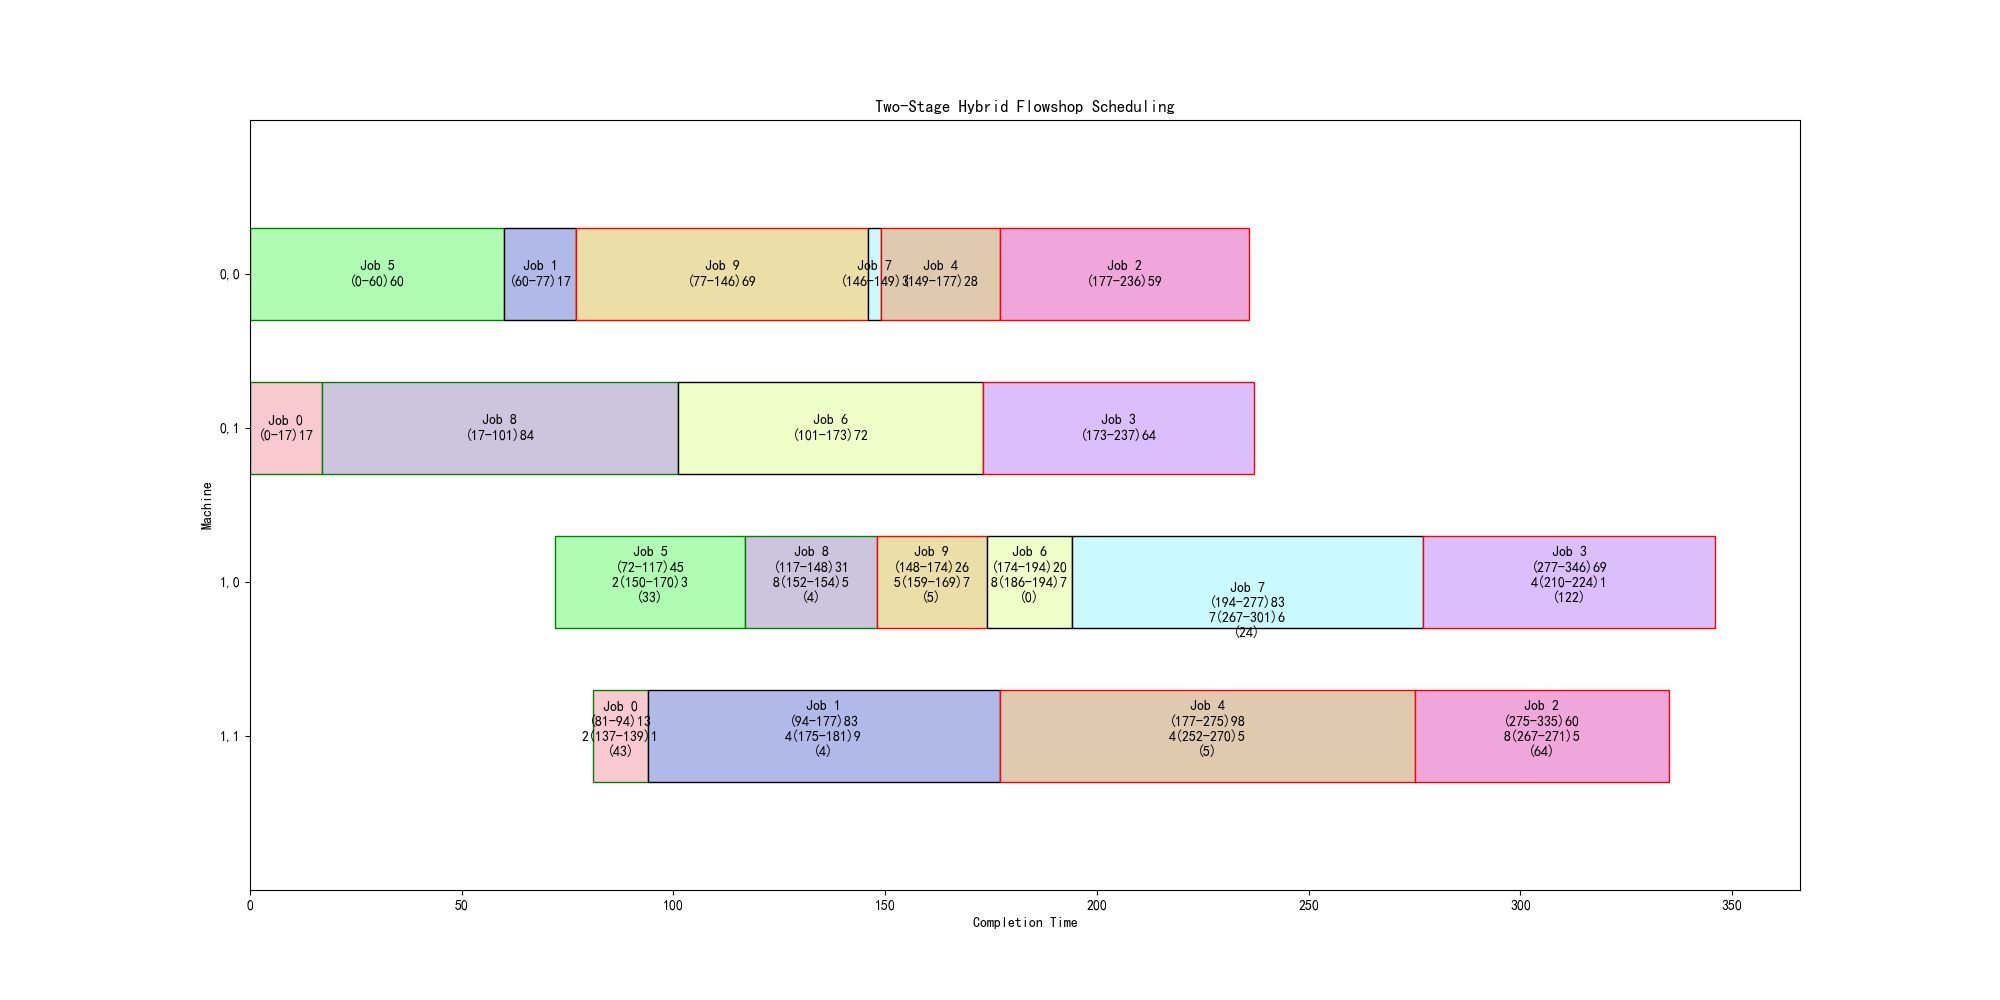 Two-Stage Hybrid Flowshop Scheduling
0,0
Job 5
(0-60)60
Job 1
(60-77)17
Job 9
(77-146)69
Job 7
(146-149)3
Job 4
(149-177)28
Job 2
(177-236)59
0,1
Job 0
(0-17)17
Job 8
(17-101)84
Job 6
(101-173)72
Job 3
(173-237)64
Machine
1,0
Job 5
(72-117)45
2(150-170)3
(33)
Job 8
(117-148)31
8(152-154)5
(4)
Job 9
(148-174)26
5(159-169)7
(5)
Job 6
(174-194)20
8(186-194)7
(0)
Job 7
(194-277)83
7(267-301)6
(24)
Job 3
(277-346)69
4(210-224)1
(122)
1,1
Job 0
(81-94)13
2(137-139)1
(43)
Job 1
(94-177)83
4(175-181)9
(4)
Job 4
(177-275)98
4(252-270)5
(5)
Job 2
(275-335)60
8(267-271)5
(64)
0
50
100
150
200
250
300
350
Completion Time